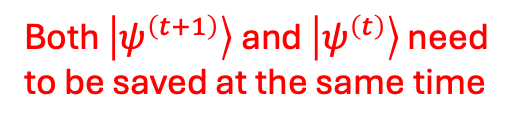 Both |ψ⁽ᵗ⁺¹⁾⟩ and |ψ⁽ᵗ⁾⟩ need
to be saved at the same time